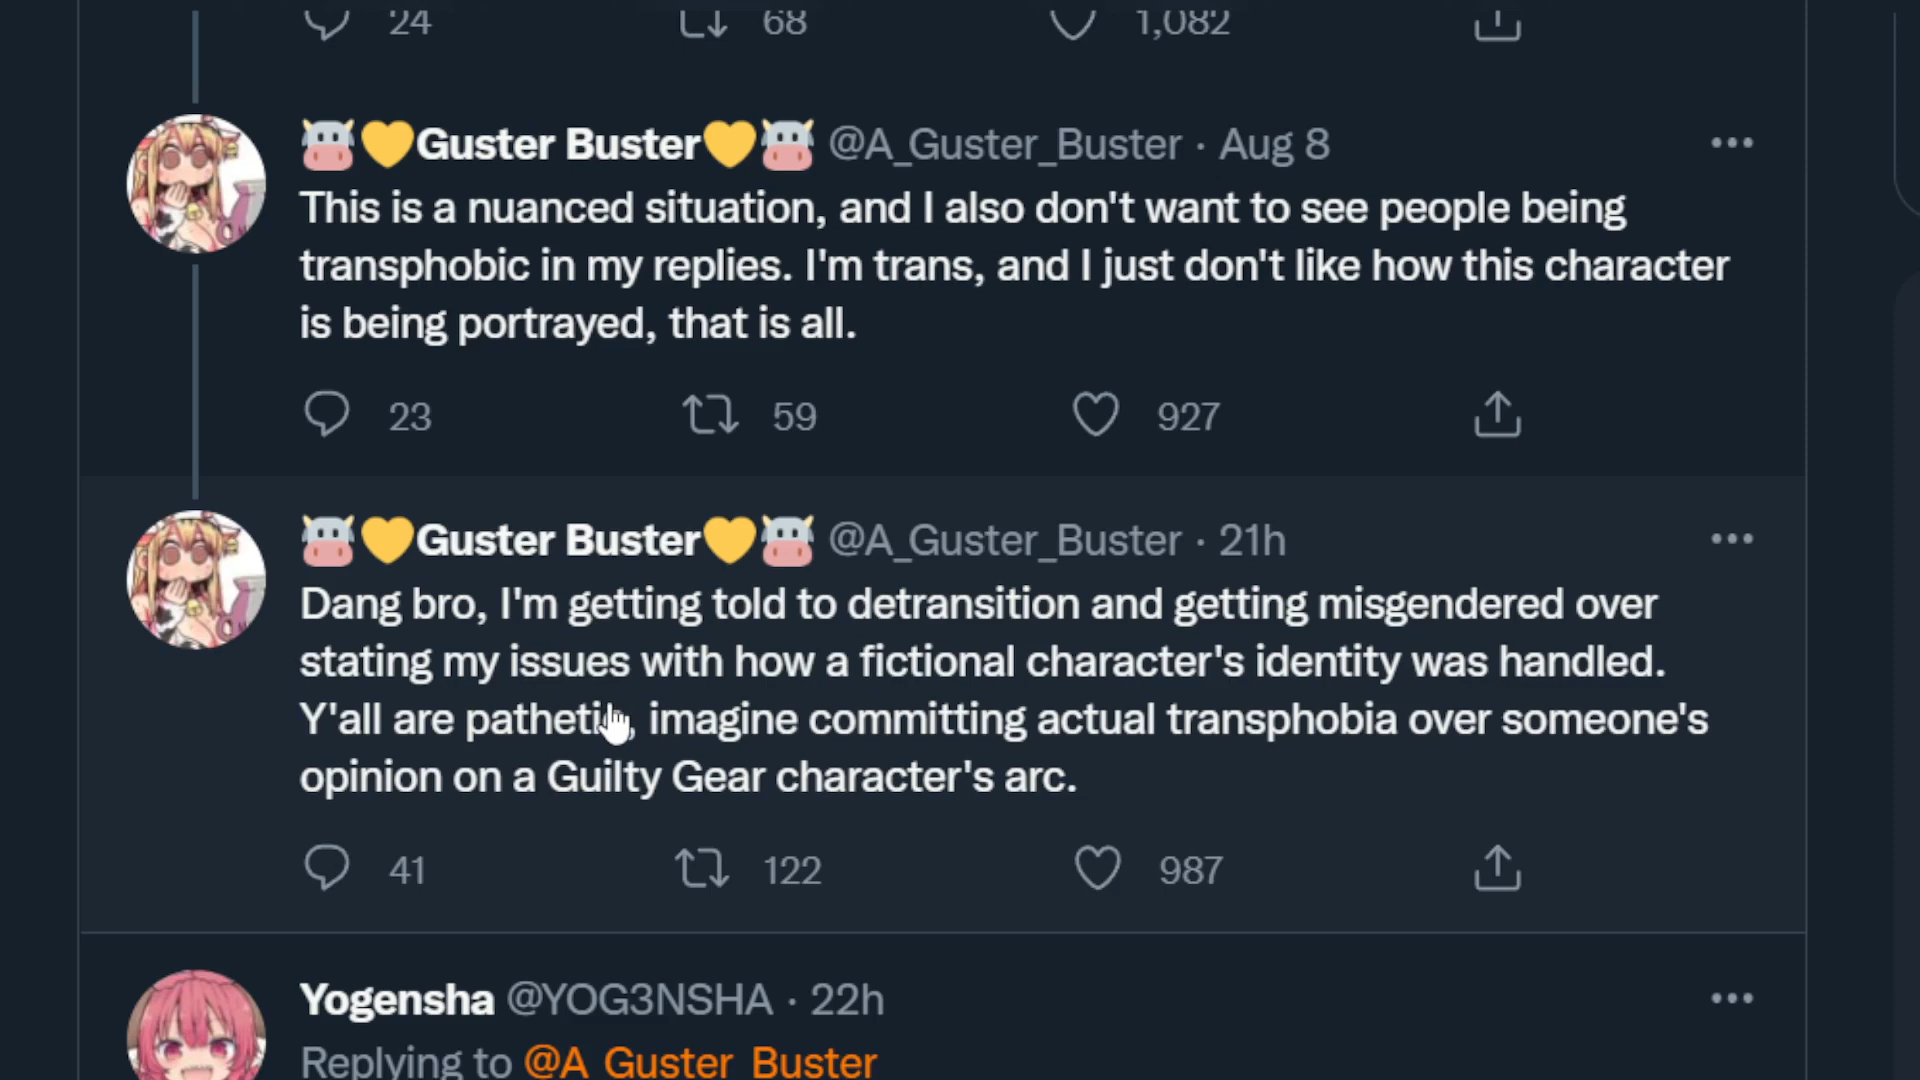 24 68 1,082
🐮💛Guster Buster💛🐮 @A_Guster_Buster · Aug 8
This is a nuanced situation, and I also don't want to see people being
transphobic in my replies. I'm trans, and I just don't like how this character
is being portrayed, that is all.
23 59 927
🐮💛Guster Buster💛🐮 @A_Guster_Buster · 21h
Dang bro, I'm getting told to detransition and getting misgendered over
stating my issues with how a fictional character's identity was handled.
Y'all are pathetic, imagine committing actual transphobia over someone's
opinion on a Guilty Gear character's arc.
41 122 987
Yogensha @YOG3NSHA · 22h
Replying to @A_Guster_Buster